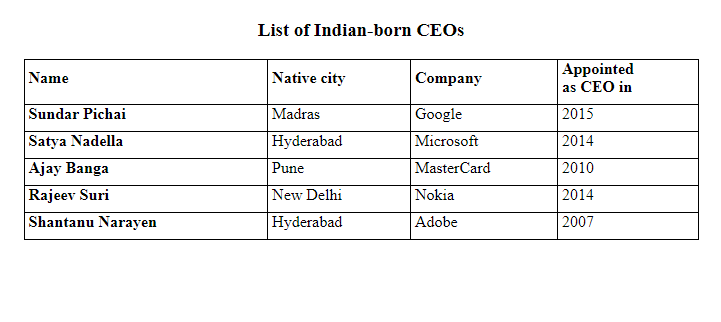 List of Indian-born CEOs
Name Native city Company Appointed
as CEO in
Sundar Pichai Madras Google 2015
Satya Nadella Hyderabad Microsoft 2014
Ajay Banga Pune MasterCard 2010
Rajeev Suri New Delhi Nokia 2014
Shantanu Narayen Hyderabad Adobe 2007